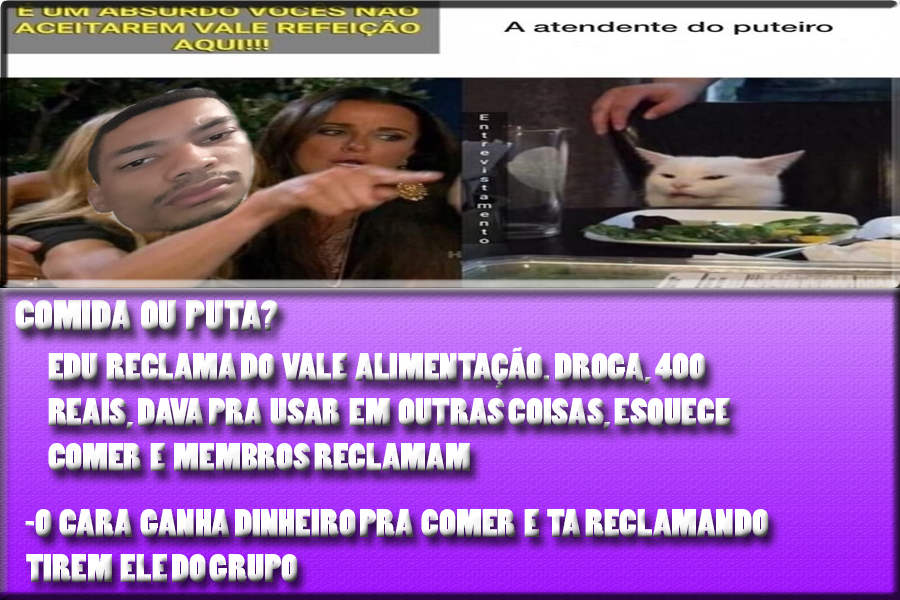 É UM ABSURDO VOCÊS NÃO
ACEITAREM VALE REFEIÇÃO
AQUI!!!
A atendente do puteiro
Entrevistamento
COMIDA OU PUTA?
EDU RECLAMA DO VALE ALIMENTAÇÃO. DROGA, 400
REAIS, DAVA PRA USAR EM OUTRAS COISAS, ESQUECE
COMER E MEMBROS RECLAMAM
-O CARA GANHA DINHEIRO PRA COMER E TA RECLAMANDO
TIREM ELE DO GRUPO